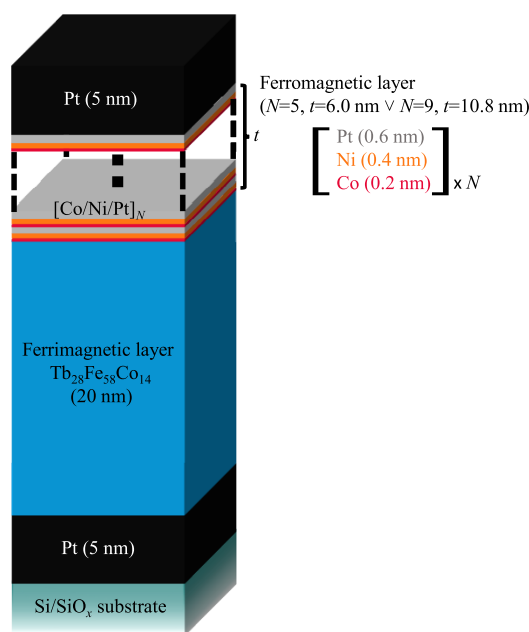 Pt (5 nm)
Ferromagnetic layer
(N=5, t=6.0 nm ∨ N=9, t=10.8 nm)
t
Pt (0.6 nm)
Ni (0.4 nm)
Co (0.2 nm)
x N
[Co/Ni/Pt]N
Ferrimagnetic layer
Tb28Fe58Co14
(20 nm)
Pt (5 nm)
Si/SiOx substrate